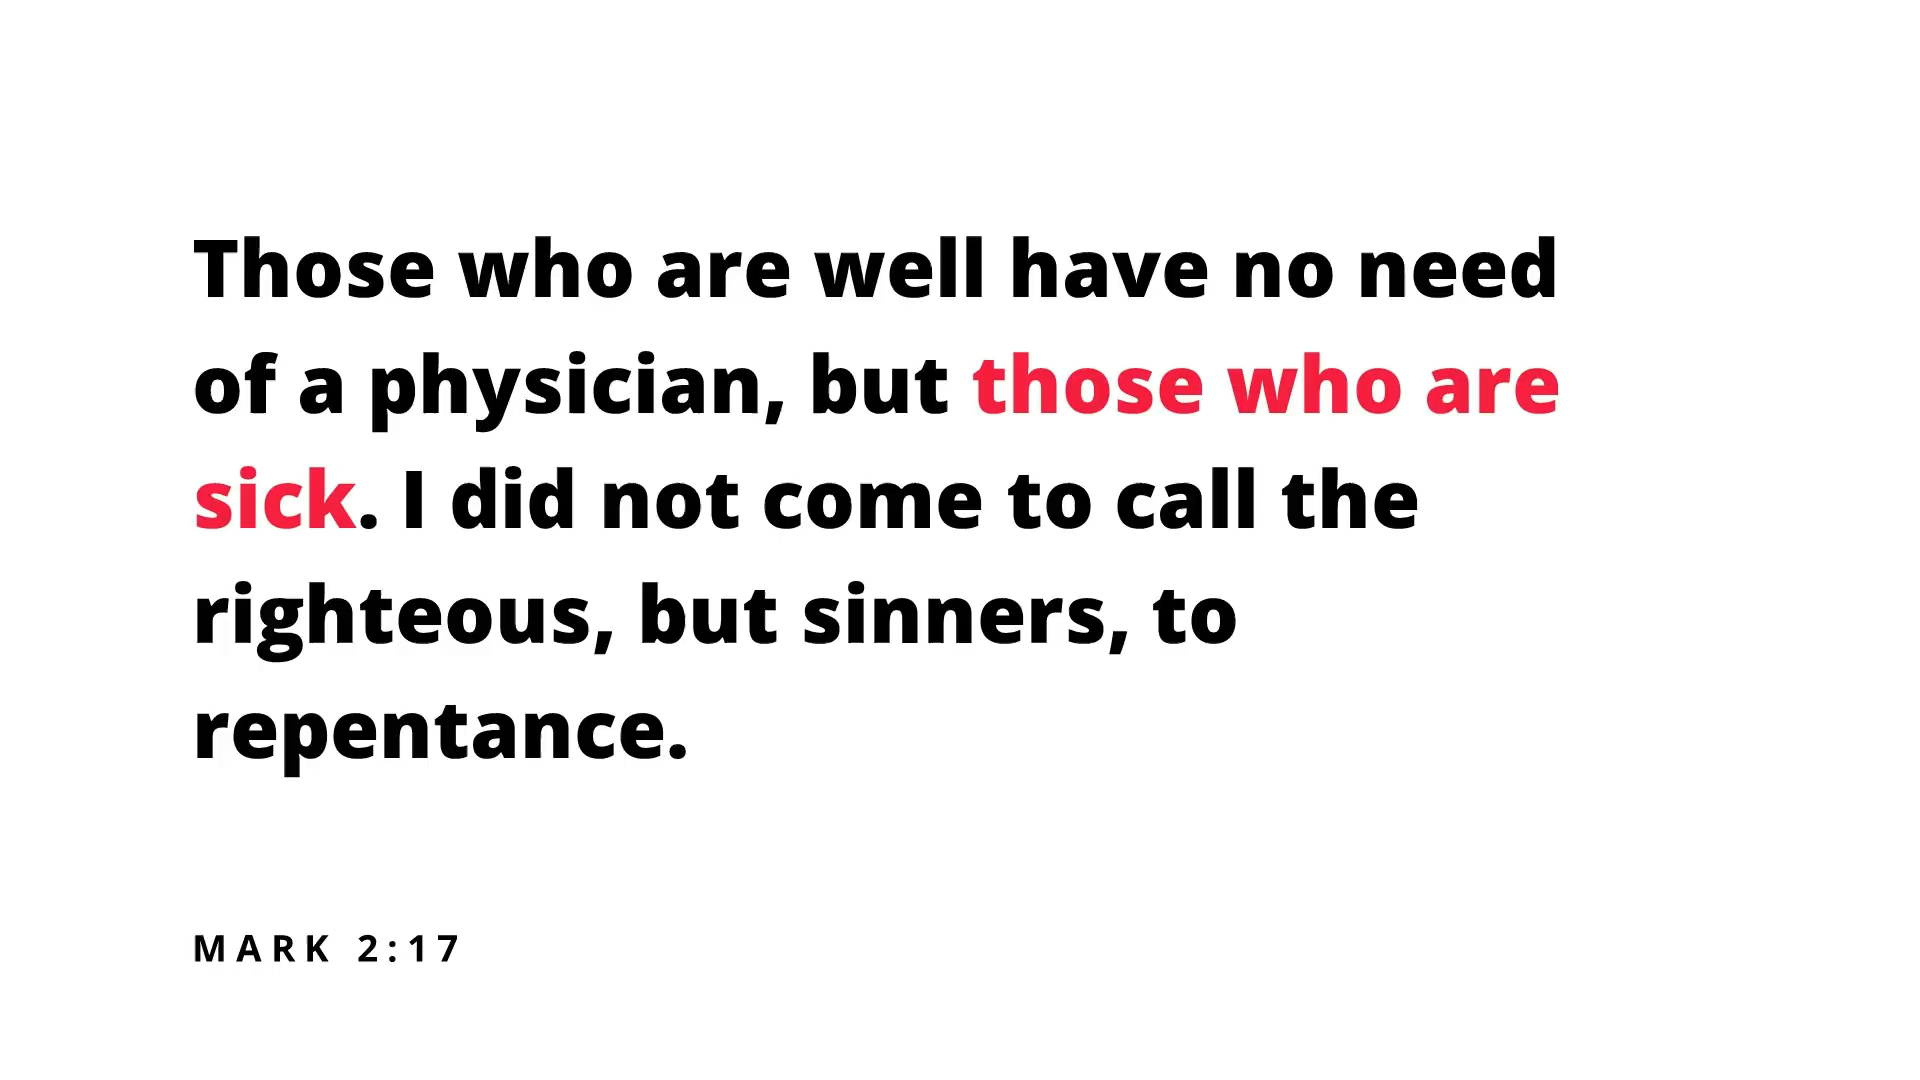 Those who are well have no need
of a physician, but those who are
sick. I did not come to call the
righteous, but sinners, to
repentance.
MARK 2:17